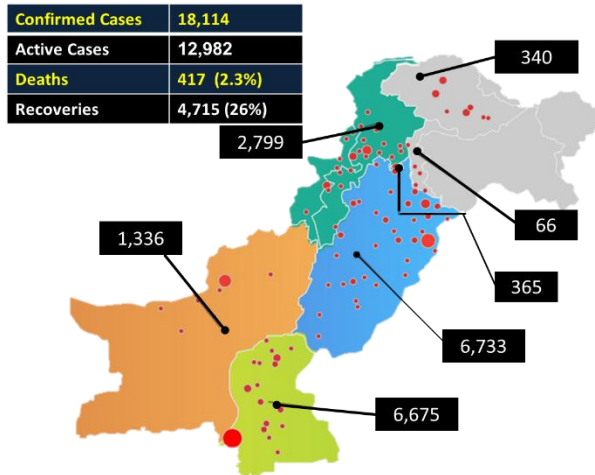 Confirmed Cases 18,114
Active Cases 12,982
Deaths 417 (2.3%)
Recoveries 4,715 (26%)
340
2,799
66
1,336
365
6,733
6,675